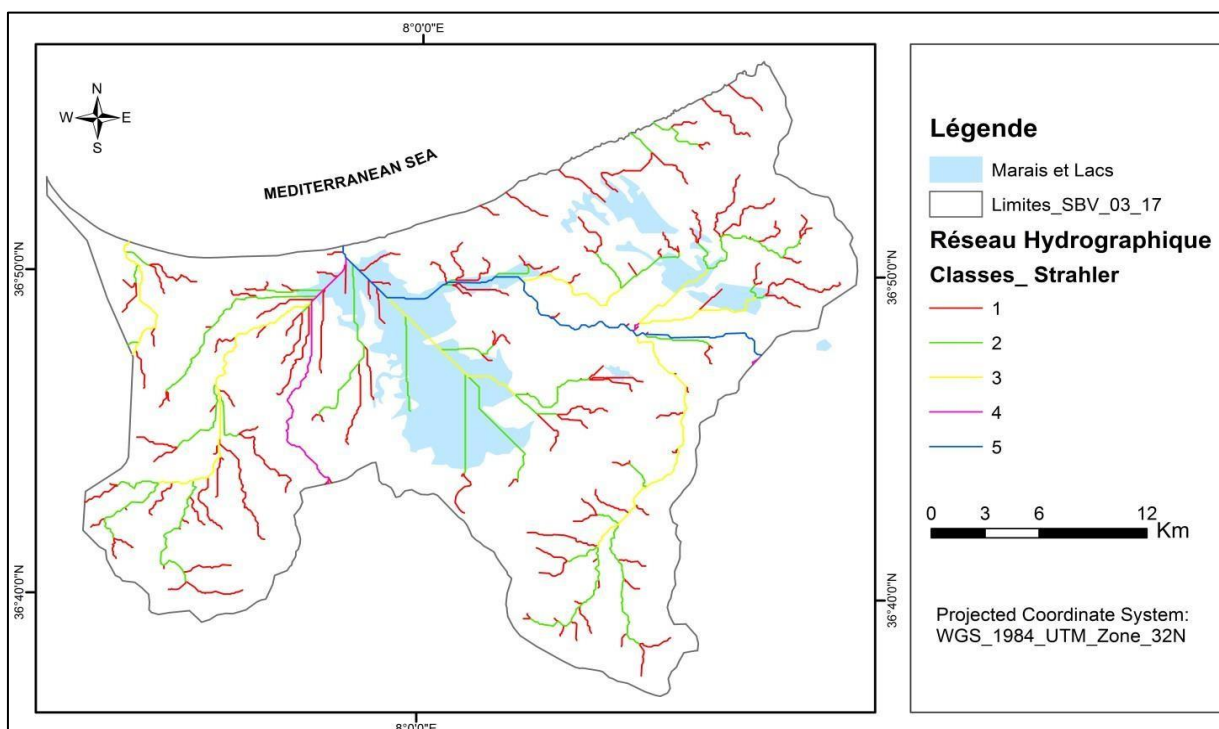 8°0'0"E
N
W E
S
MEDITERRANEAN SEA
36°50'0"N
36°50'0"N
36°40'0"N
36°40'0"N
8°0'0"E
Légende
Marais et Lacs
Limites_SBV_03_17
Réseau Hydrographique
Classes_ Strahler
1
2
3
4
5
0 3 6 12
Km
Projected Coordinate System:
WGS_1984_UTM_Zone_32N